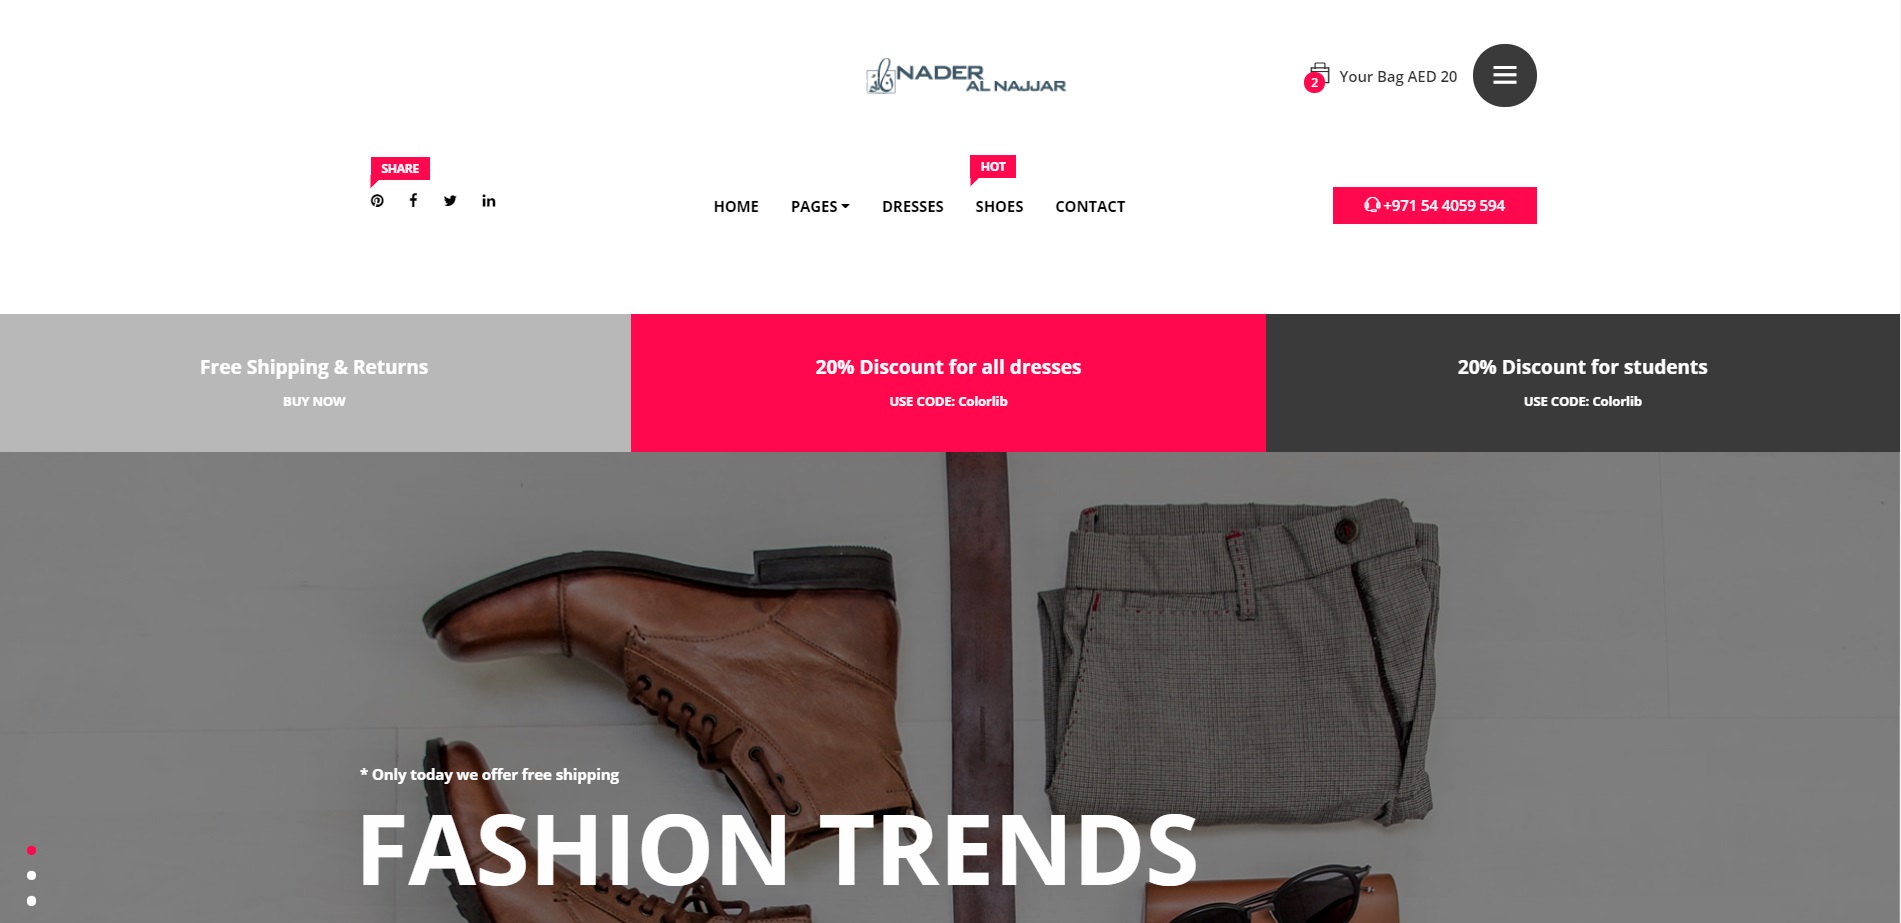 NADER
AL NAJJAR
2
Your Bag AED 20
SHARE
HOT
HOME
PAGES
DRESSES
SHOES
CONTACT
+971 54 4059 594
Free Shipping & Returns
BUY NOW
20% Discount for all dresses
USE CODE: Colorlib
20% Discount for students
USE CODE: Colorlib
* Only today we offer free shipping
FASHION TRENDS